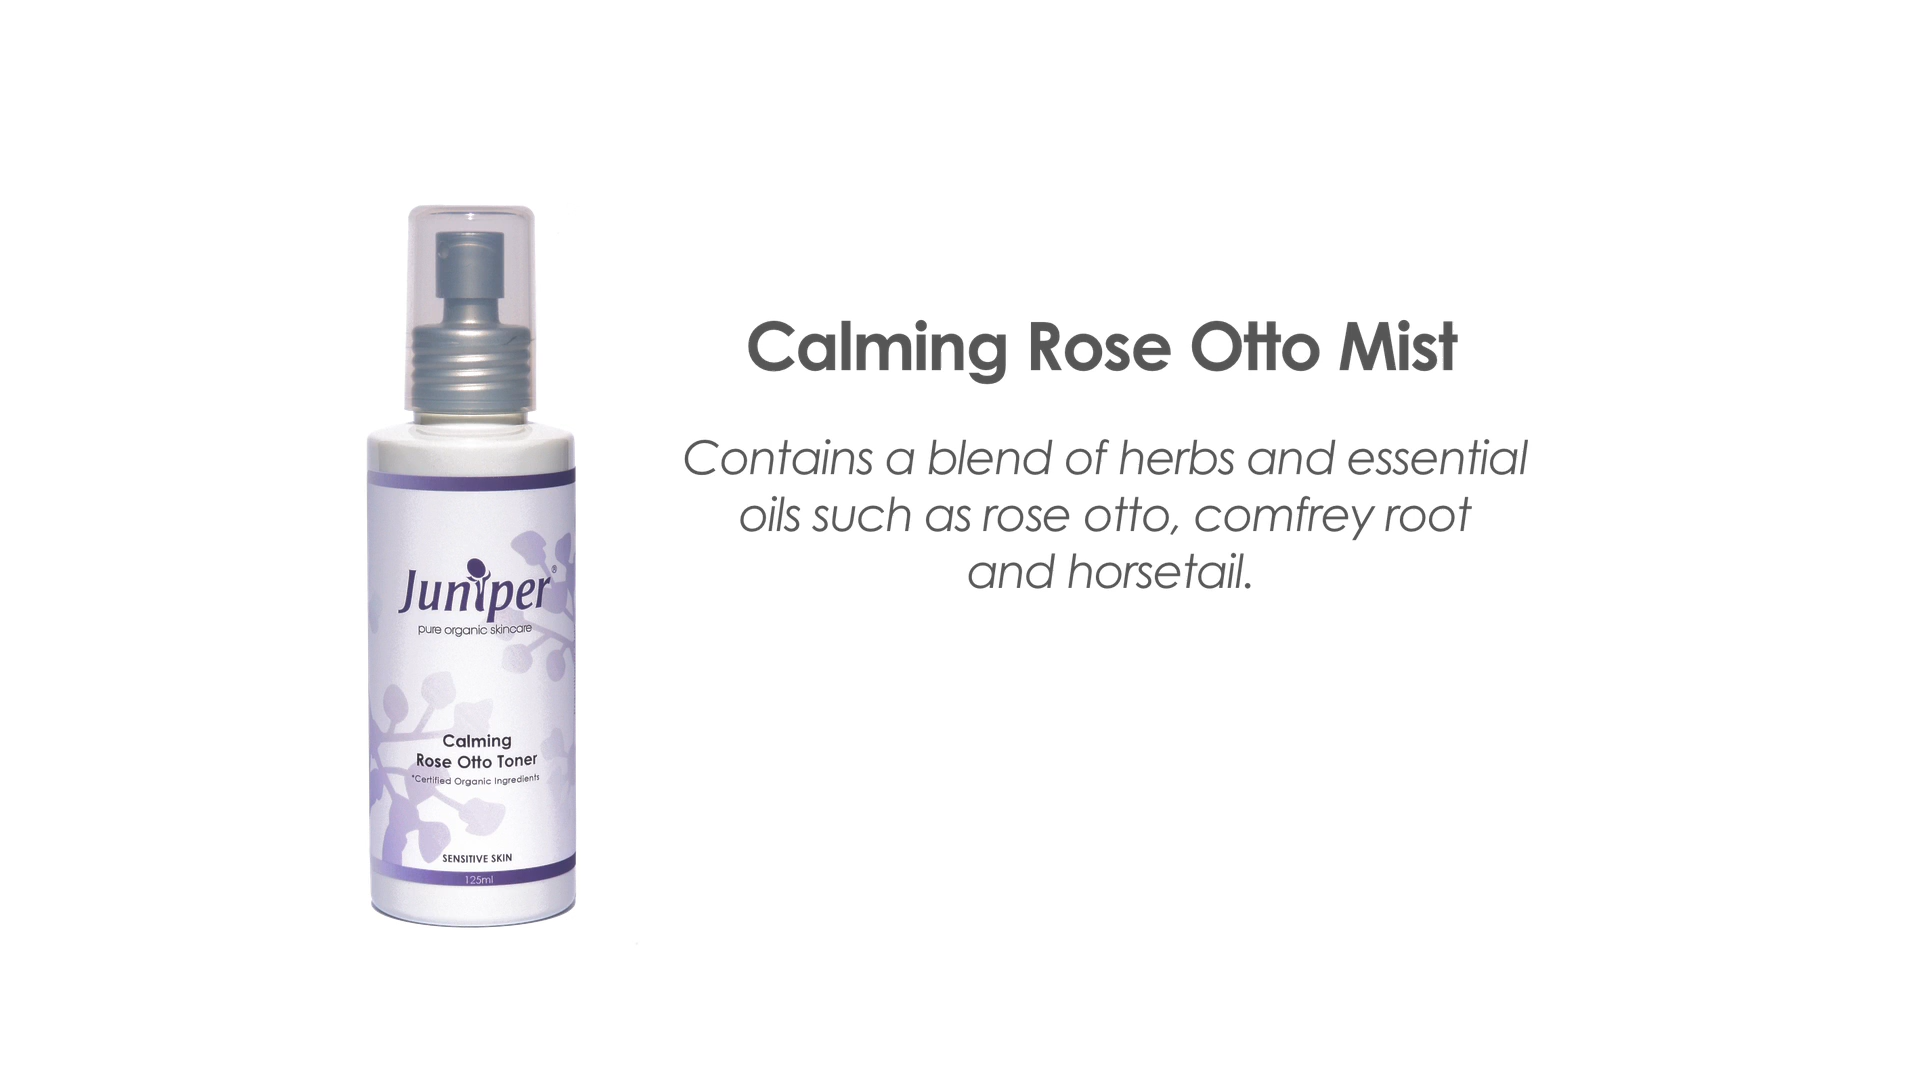 Calming Rose Otto Mist
Contains a blend of herbs and essential
oils such as rose otto, comfrey root
and horsetail.
Juniper®
pure organic skincare
Calming
Rose Otto Toner
*Certified Organic Ingredients
SENSITIVE SKIN
125ml